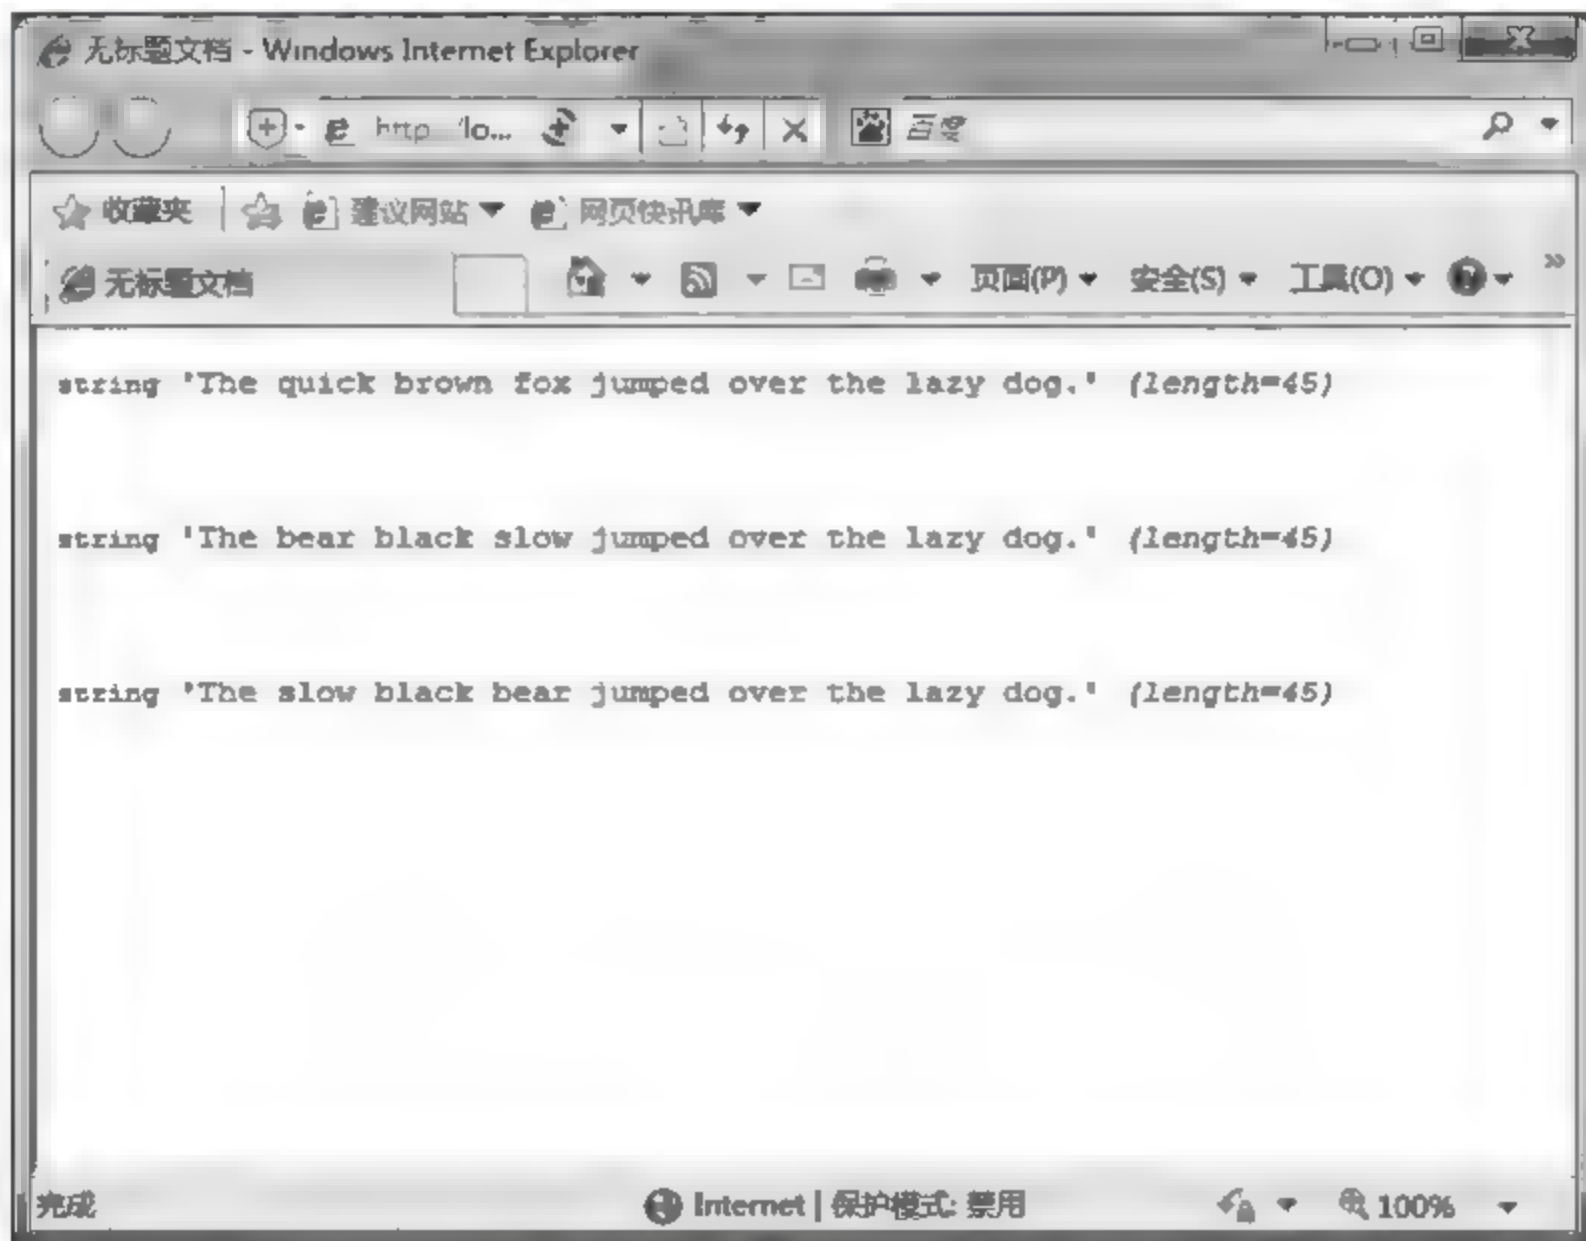 无标题文档 - Windows Internet Explorer
http lo...
百度
收藏夹 建议网站 网页快讯库
无标题文档 页面(P) 安全(S) 工具(O)
string 'The quick brown fox jumped over the lazy dog.' (length=45)
string 'The bear black slow jumped over the lazy dog.' (length=45)
string 'The slow black bear jumped over the lazy dog.' (length=45)
完成 Internet | 保护模式: 禁用 100%